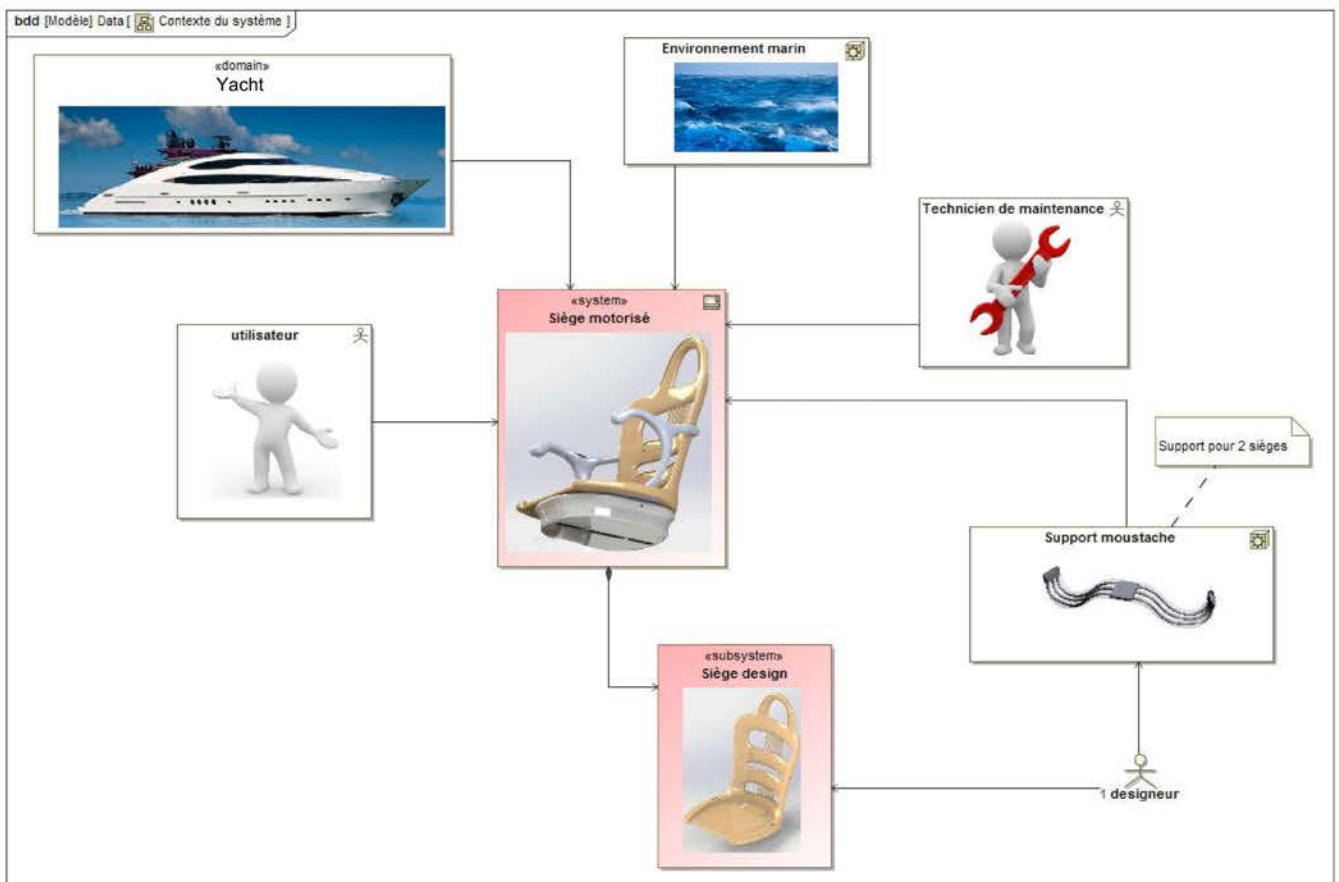 bdd [Modèle] Data [ Contexte du système ]
«domain»
Yacht
Environnement marin
Technicien de maintenance
«system»
Siège motorisé
utilisateur
Support pour 2 sièges
Support moustache
«subsystem»
Siège design
1 designeur